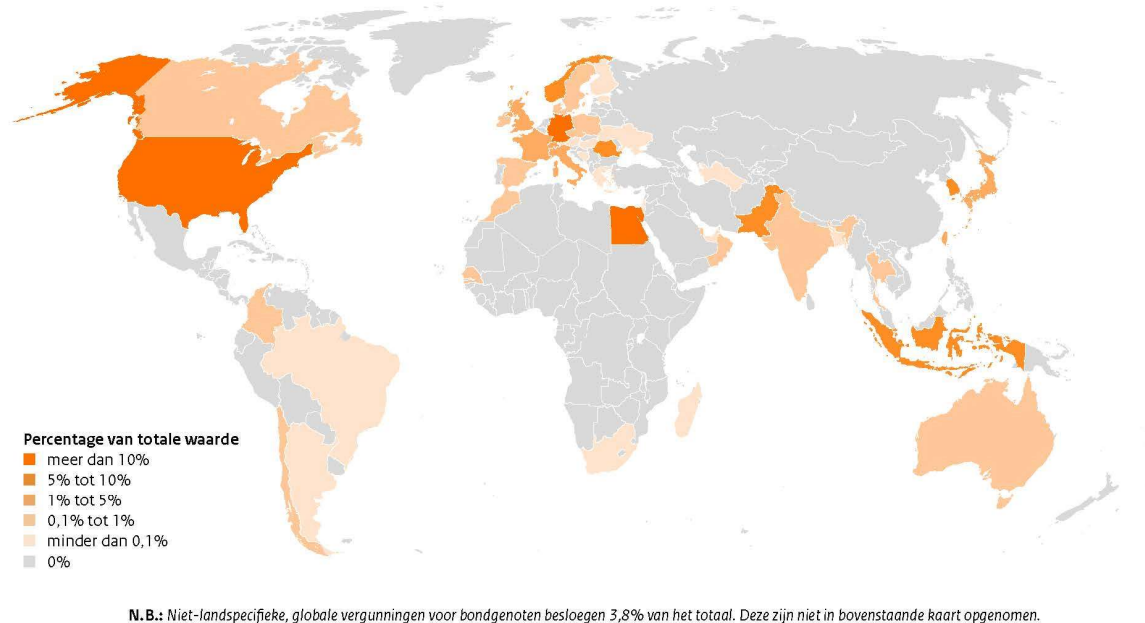 Percentage van totale waarde
meer dan 10%
5% tot 10%
1% tot 5%
0,1% tot 1%
minder dan 0,1%
0%
N.B.: Niet-landspecifieke, globale vergunningen voor bondgenoten besloegen 3,8% van het totaal. Deze zijn niet in bovenstaande kaart opgenomen.